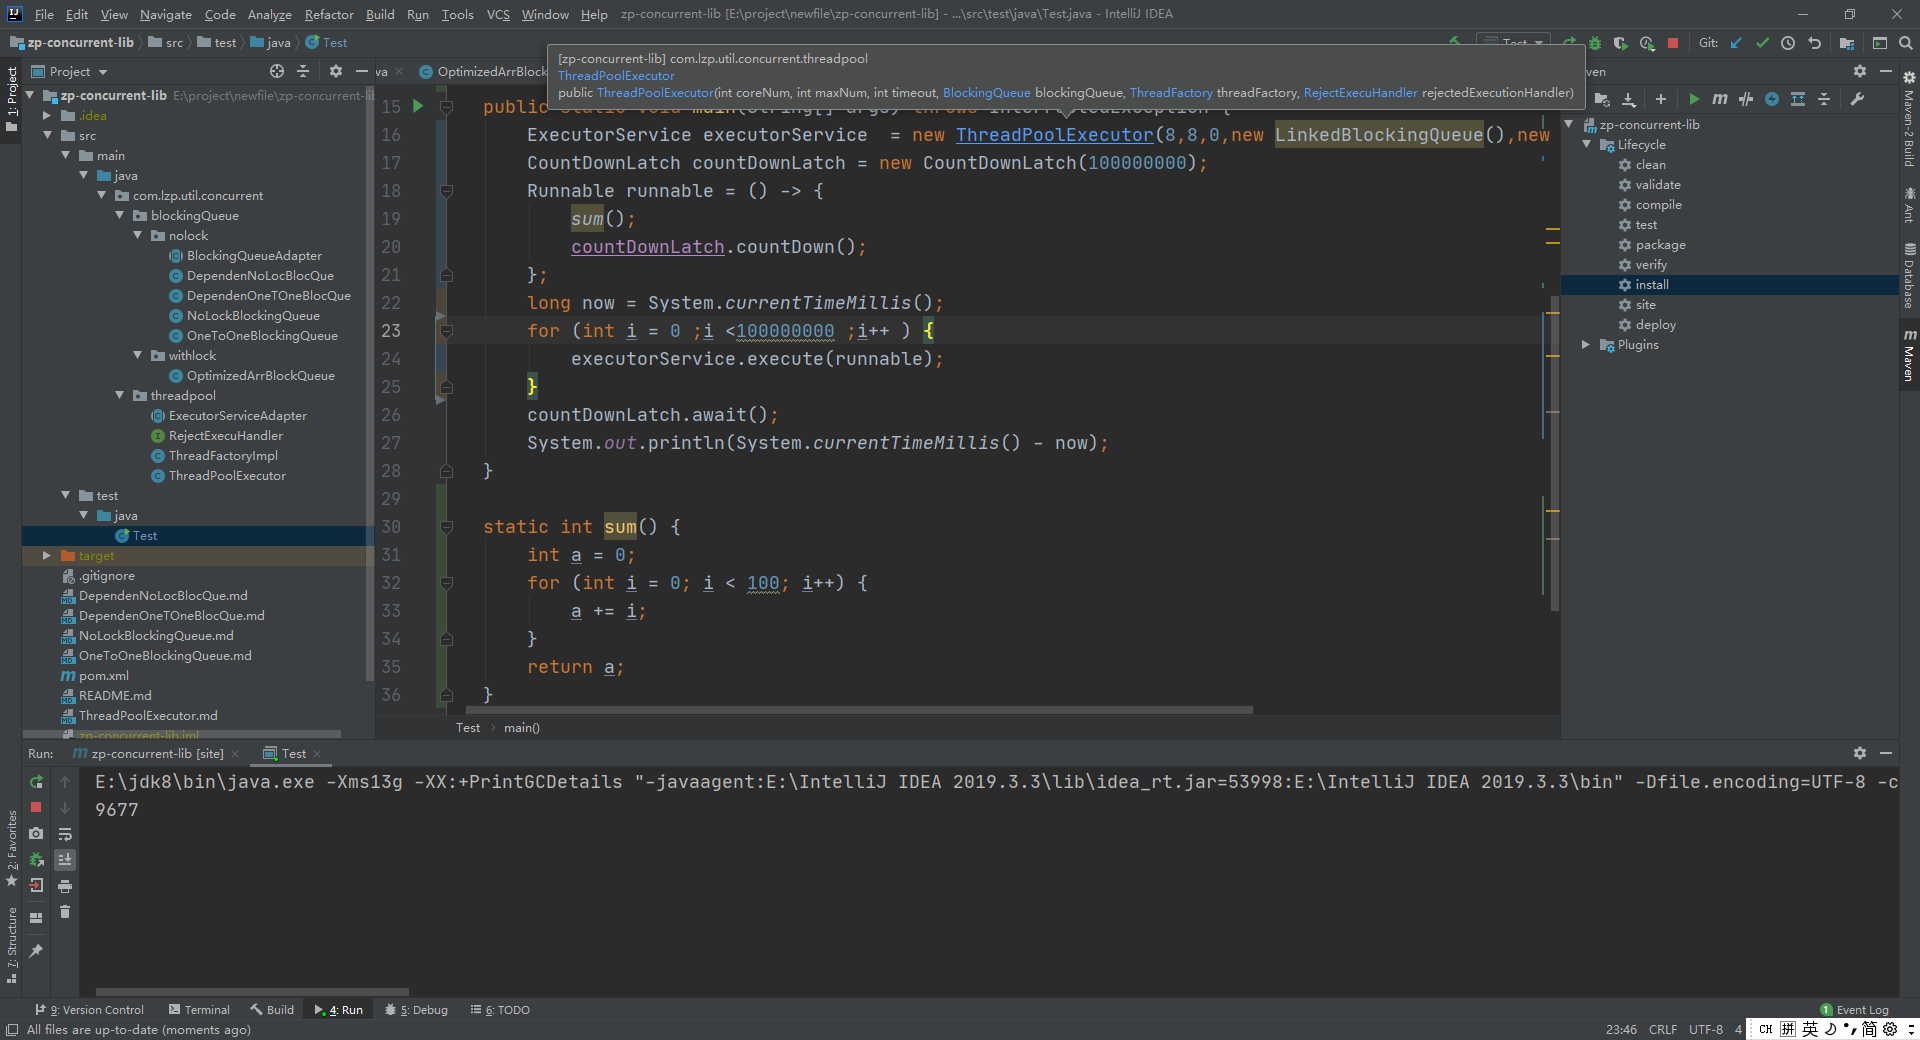 File Edit View Navigate Code Analyze Refactor Build Run Tools VCS Window Help zp-concurrent-lib [E:\project\newfile\zp-concurrent-lib] - ...\src\test\java\Test.java - IntelliJ IDEA
zp-concurrent-lib src test java Test
Git:
[zp-concurrent-lib] com.lzp.util.concurrent.threadpool
ThreadPoolExecutor
public ThreadPoolExecutor(int coreNum, int maxNum, int timeout, BlockingQueue blockingQueue, ThreadFactory threadFactory, RejectExecuHandler rejectedExecutionHandler)
1: Project
Project
zp-concurrent-lib E:\project\newfile\zp-concurrent-lib
.idea
src
main
java
com.lzp.util.concurrent
blockingQueue
nolock
BlockingQueueAdapter
DependenNoLocBlocQue
DependenOneTOneBlocQue
NoLockBlockingQueue
OneToOneBlockingQueue
withlock
OptimizedArrBlockQueue
threadpool
ExecutorServiceAdapter
RejectExecuHandler
ThreadFactoryImpl
ThreadPoolExecutor
test
java
Test
target
.gitignore
DependenNoLocBlocQue.md
DependenOneTOneBlocQue.md
NoLockBlockingQueue.md
OneToOneBlockingQueue.md
pom.xml
README.md
ThreadPoolExecutor.md
zp-concurrent-lib.iml
va OptimizedArrBlock
15 public static void main(String[] args) throws InterruptedException {
16 ExecutorService executorService = new ThreadPoolExecutor(8,8,0,new LinkedBlockingQueue(),new
17 CountDownLatch countDownLatch = new CountDownLatch(100000000);
18 Runnable runnable = () -> {
19 sum();
20 countDownLatch.countDown();
21 };
22 long now = System.currentTimeMillis();
23 for (int i = 0 ;i <100000000 ;i++ ) {
24 executorService.execute(runnable);
25 }
26 countDownLatch.await();
27 System.out.println(System.currentTimeMillis() - now);
28 }
29
30 static int sum() {
31 int a = 0;
32 for (int i = 0; i < 100; i++) {
33 a += i;
34 }
35 return a;
36 }
Test main()
ven
zp-concurrent-lib
Lifecycle
clean
validate
compile
test
package
verify
install
site
deploy
Plugins
Maven-2 Build
Ant
Database
Maven
Run: zp-concurrent-lib [site] Test
E:\jdk8\bin\java.exe -Xms13g -XX:+PrintGCDetails "-javaagent:E:\IntelliJ IDEA 2019.3.3\lib\idea_rt.jar=53998:E:\IntelliJ IDEA 2019.3.3\bin" -Dfile.encoding=UTF-8 -c
9677
2: Favorites
7: Structure
9: Version Control Terminal Build 4: Run 5: Debug 6: TODO 1 Event Log
All files are up-to-date (moments ago) 23:46 CRLF UTF-8 4 CH 拼 英 简